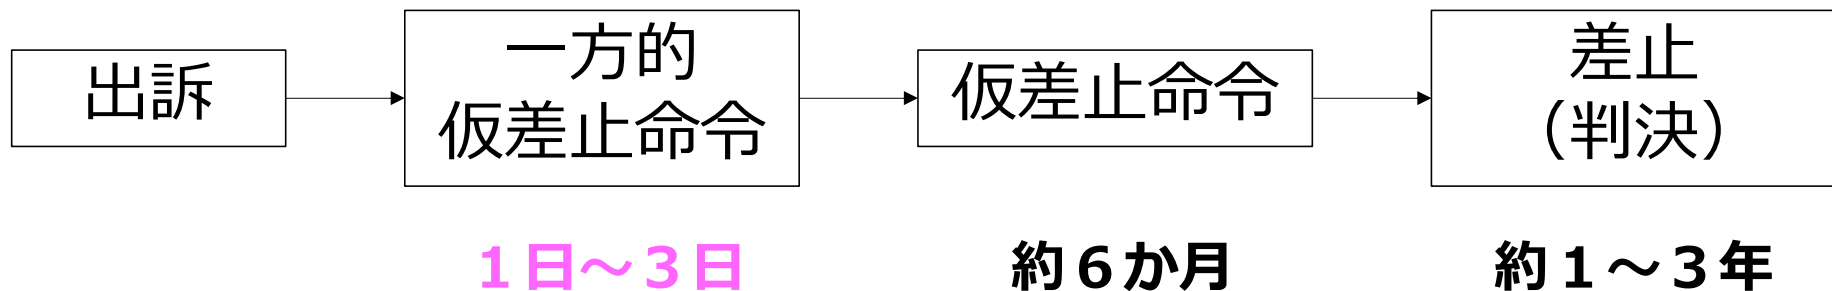 出訴
一方的
仮差止命令
仮差止命令
差止
（判決）
１日～３日
約６か月
約１～３年